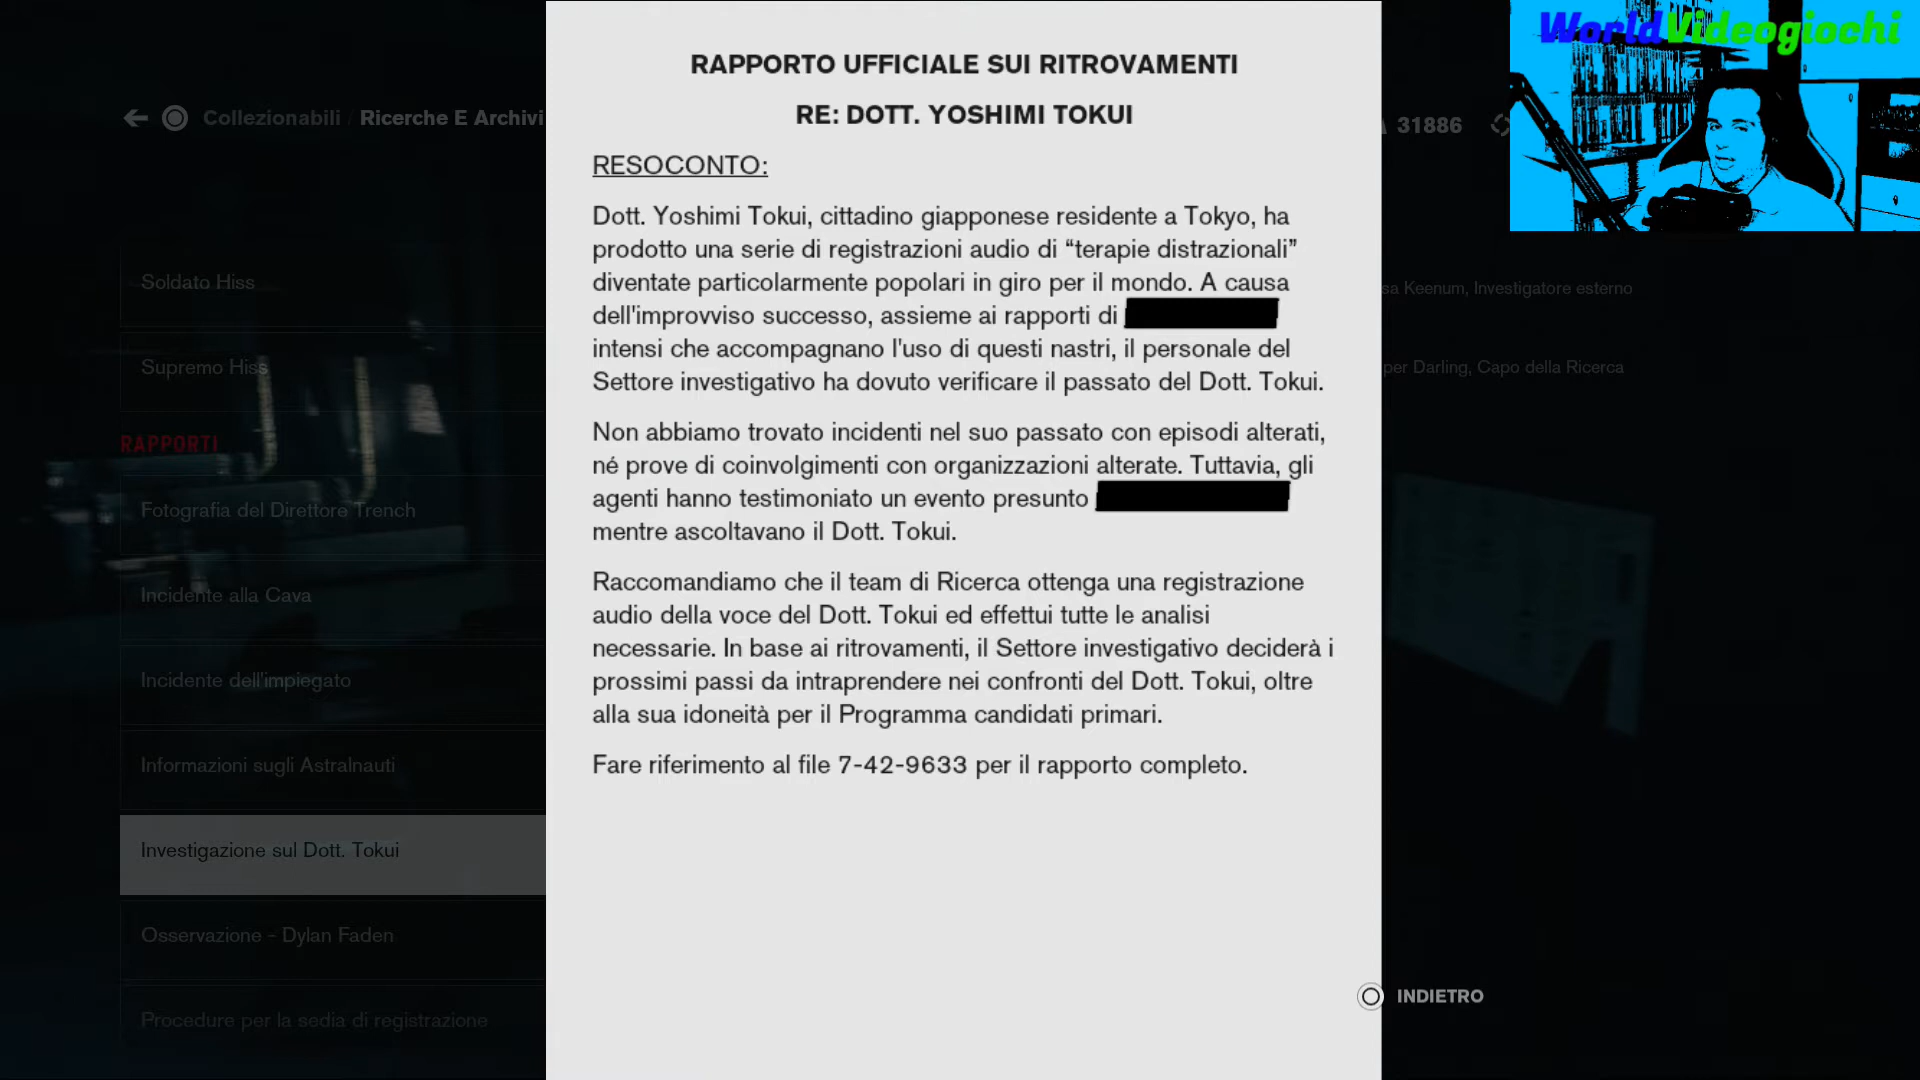 WorldVideogiochi
Collezionabili / Ricerche E Archivi
31886
RAPPORTO UFFICIALE SUI RITROVAMENTI
RE: DOTT. YOSHIMI TOKUI
RESOCONTO:
Dott. Yoshimi Tokui, cittadino giapponese residente a Tokyo, ha
prodotto una serie di registrazioni audio di “terapie distrazionali”
diventate particolarmente popolari in giro per il mondo. A causa
dell'improvviso successo, assieme ai rapporti di
intensi che accompagnano l'uso di questi nastri, il personale del
Settore investigativo ha dovuto verificare il passato del Dott. Tokui.
Non abbiamo trovato incidenti nel suo passato con episodi alterati,
né prove di coinvolgimenti con organizzazioni alterate. Tuttavia, gli
agenti hanno testimoniato un evento presunto
mentre ascoltavano il Dott. Tokui.
Raccomandiamo che il team di Ricerca ottenga una registrazione
audio della voce del Dott. Tokui ed effettui tutte le analisi
necessarie. In base ai ritrovamenti, il Settore investigativo deciderà i
prossimi passi da intraprendere nei confronti del Dott. Tokui, oltre
alla sua idoneità per il Programma candidati primari.
Fare riferimento al file 7-42-9633 per il rapporto completo.
Soldato Hiss
Supremo Hiss
RAPPORTI
Fotografia del Direttore Trench
Incidente alla Cava
Incidente dell'impiegato
Informazioni sugli Astralnauti
Investigazione sul Dott. Tokui
Osservazione - Dylan Faden
Procedure per la sedia di registrazione
Keenum, Investigatore esterno
Darling, Capo della Ricerca
INDIETRO